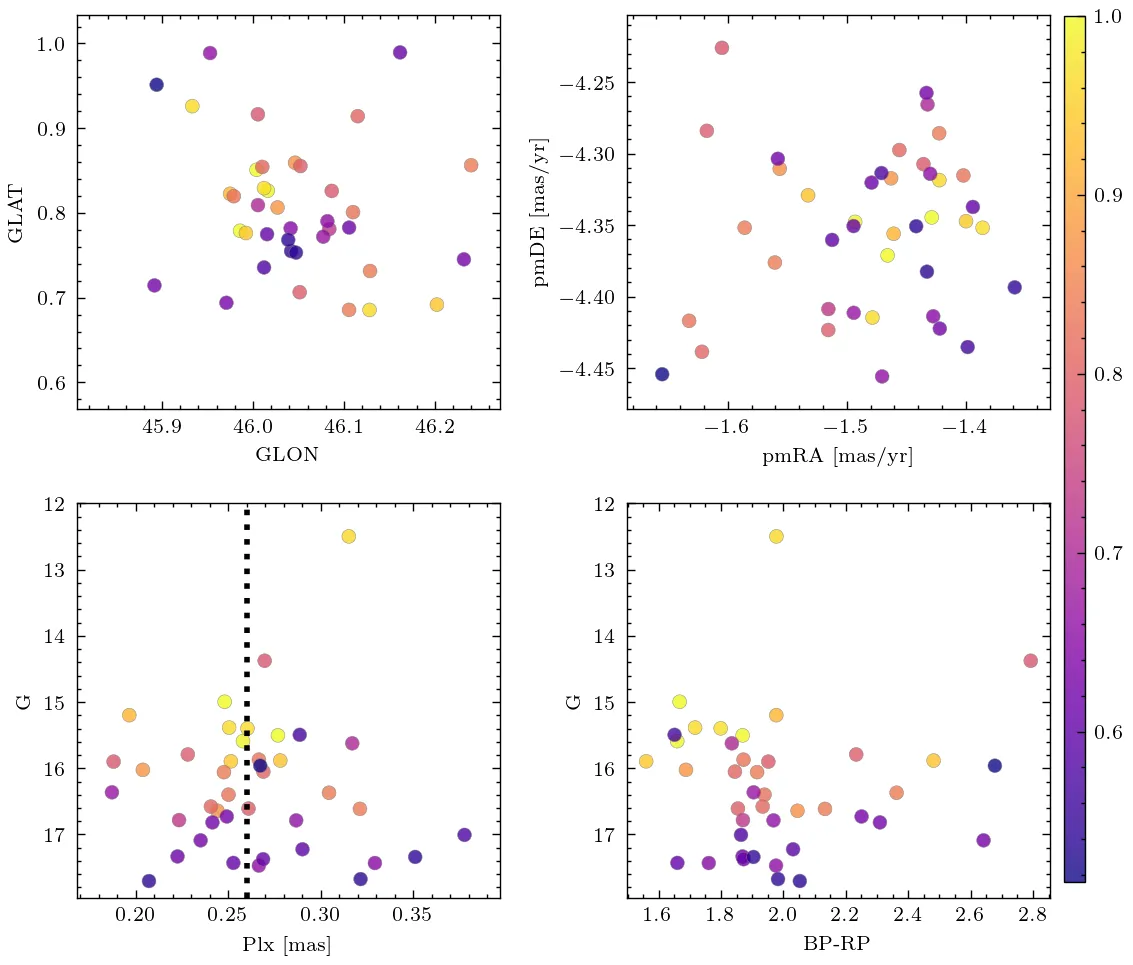 1.0
0.9
0.8
0.7
0.6
GLAT
45.9 46.0 46.1 46.2
GLON
−4.25
−4.30
−4.35
−4.40
−4.45
pmDE [mas/yr]
−1.6 −1.5 −1.4
pmRA [mas/yr]
1.0
0.9
0.8
0.7
0.6
12
13
14
15
16
17
G
0.20 0.25 0.30 0.35
Plx [mas]
12
13
14
15
16
17
G
1.6 1.8 2.0 2.2 2.4 2.6 2.8
BP-RP